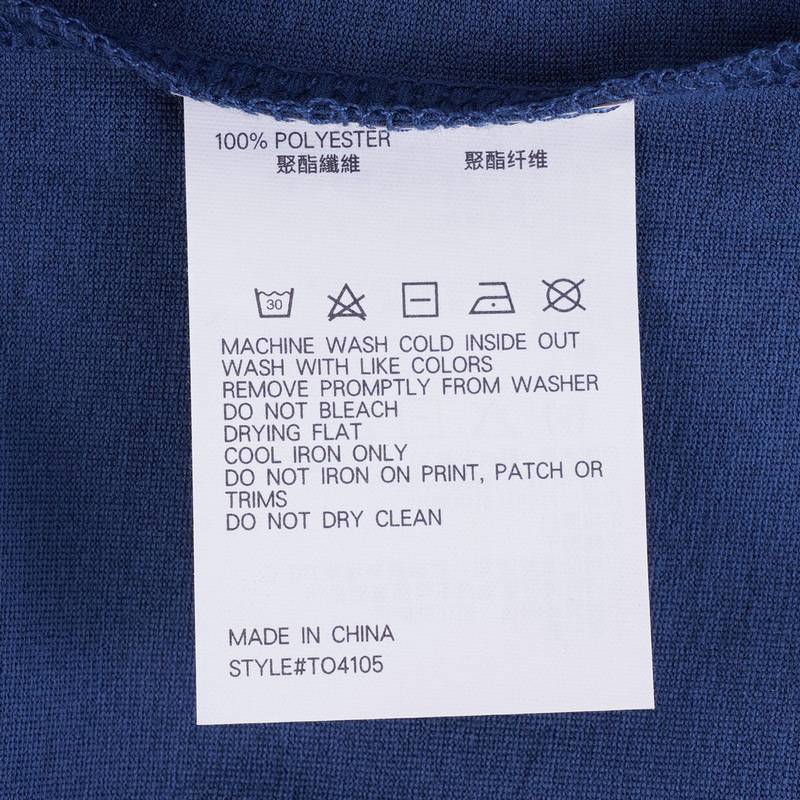 100% POLYESTER
聚酯纖維 聚酯纤维
30
MACHINE WASH COLD INSIDE OUT
WASH WITH LIKE COLORS
REMOVE PROMPTLY FROM WASHER
DO NOT BLEACH
DRYING FLAT
COOL IRON ONLY
DO NOT IRON ON PRINT, PATCH OR
TRIMS
DO NOT DRY CLEAN
MADE IN CHINA
STYLE#TO4105